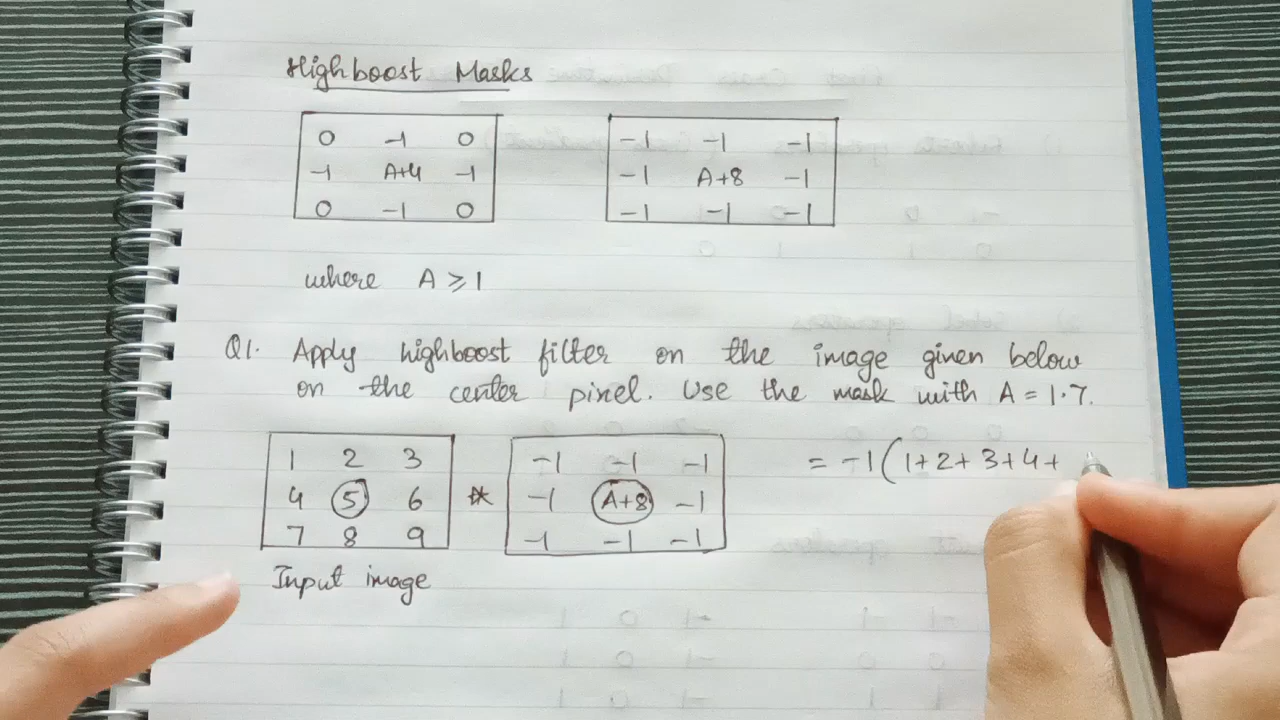 Highboost Masks
0 -1 0
-1 A+4 -1
0 -1 0
-1 -1 -1
-1 A+8 -1
-1 -1 -1
where A ≥ 1
Q1. Apply highboost filter on the image given below
on the center pixel. Use the mask with A = 1.7.
1 2 3
4 5 6
7 8 9
*
-1 -1 -1
-1 A+8 -1
-1 -1 -1
= -1(1+2+3+4+
Input image